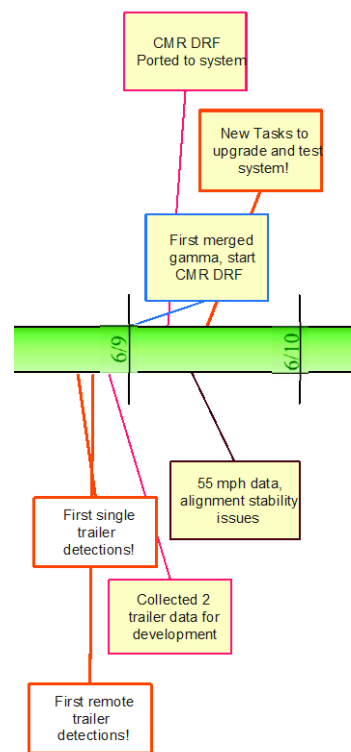 CMR DRF
Ported to system
New Tasks to
upgrade and test
system!
First merged
gamma, start
CMR DRF
6/9
6/10
55 mph data,
alignment stability
issues
First single
trailer
detections!
Collected 2
trailer data for
development
First remote
trailer
detections!